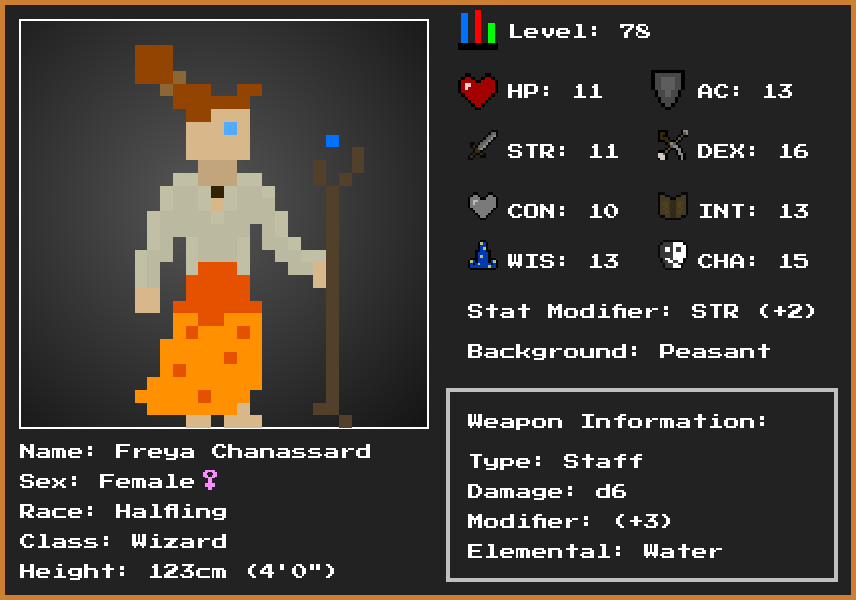 Level: 78
HP: 11
AC: 13
STR: 11
DEX: 16
CON: 10
INT: 13
WIS: 13
CHA: 15
Stat Modifier: STR (+2)
Background: Peasant
Weapon Information:
Type: Staff
Damage: d6
Modifier: (+3)
Elemental: Water
Name: Freya Chanassard
Sex: Female♀
Race: Halfling
Class: Wizard
Height: 123cm (4'0")